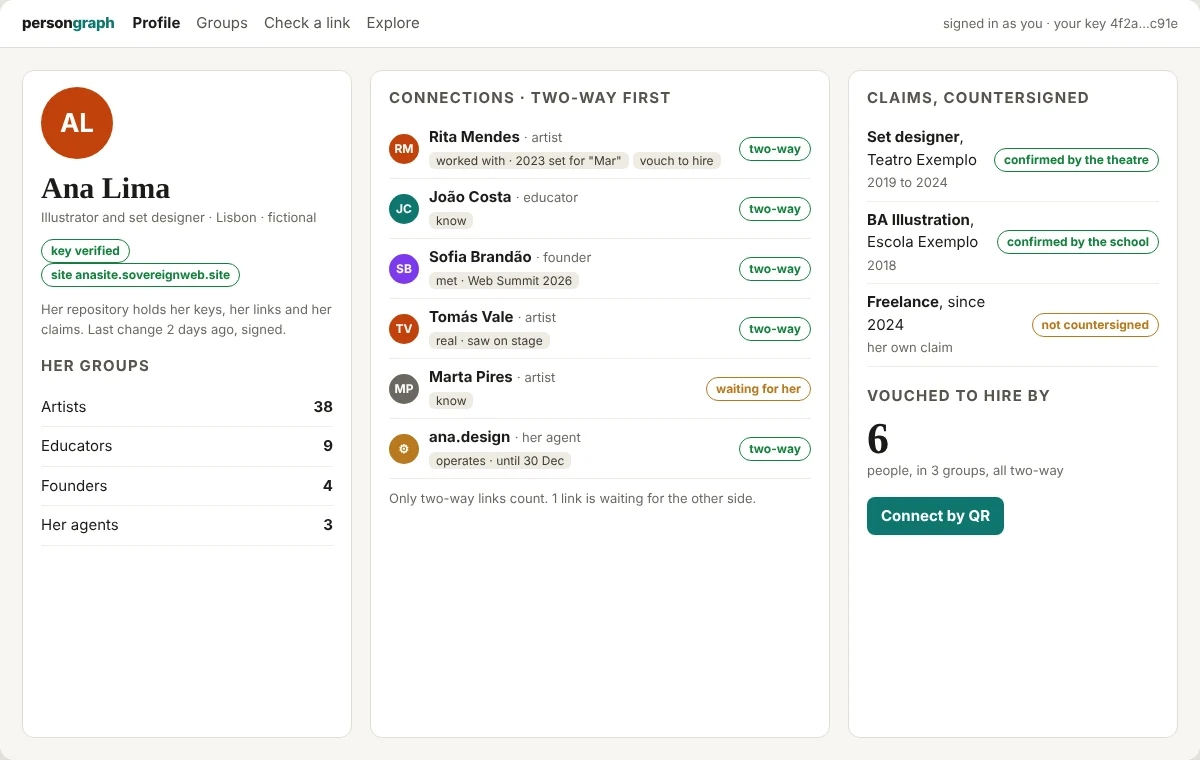 persongraph Profile Groups Check a link Explore signed in as you · your key 4f2a…c91e
AL
Ana Lima
Illustrator and set designer · Lisbon · fictional
key verified
site anasite.sovereignweb.site
Her repository holds her keys, her links and her
claims. Last change 2 days ago, signed.
HER GROUPS
Artists 38
Educators 9
Founders 4
Her agents 3
CONNECTIONS · TWO-WAY FIRST
RM Rita Mendes · artist two-way
worked with · 2023 set for "Mar" vouch to hire
JC João Costa · educator two-way
know
SB Sofia Brandão · founder two-way
met · Web Summit 2026
TV Tomás Vale · artist two-way
real · saw on stage
MP Marta Pires · artist waiting for her
know
ana.design · her agent two-way
operates · until 30 Dec
Only two-way links count. 1 link is waiting for the other side.
CLAIMS, COUNTERSIGNED
Set designer,
Teatro Exemplo confirmed by the theatre
2019 to 2024
BA Illustration,
Escola Exemplo confirmed by the school
2018
Freelance, since
2024 not countersigned
her own claim
VOUCHED TO HIRE BY
6
people, in 3 groups, all two-way
Connect by QR